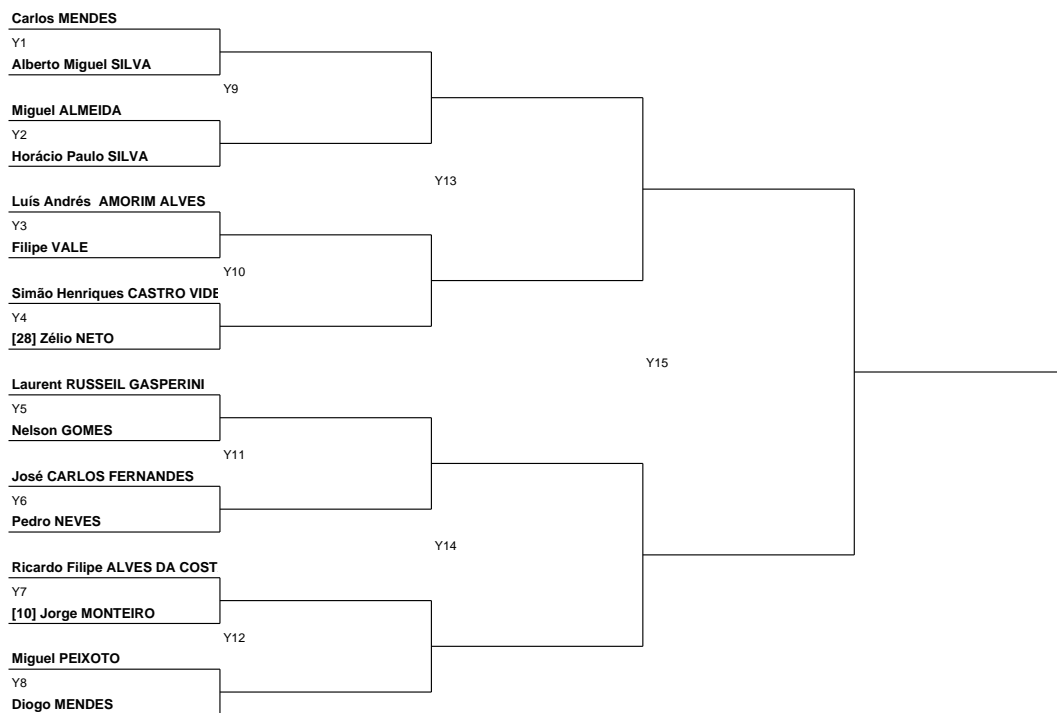 Carlos MENDES
Y1
Alberto Miguel SILVA
Y9
Miguel ALMEIDA
Y2
Horácio Paulo SILVA
Y13
Luís Andrés  AMORIM ALVES
Y3
Filipe VALE
Y10
Simão Henriques CASTRO VIDE
Y4
[28] Zélio NETO
Y15
Laurent RUSSEIL GASPERINI
Y5
Nelson GOMES
Y11
José CARLOS FERNANDES
Y6
Pedro NEVES
Y14
Ricardo Filipe ALVES DA COST
Y7
[10] Jorge MONTEIRO
Y12
Miguel PEIXOTO
Y8
Diogo MENDES